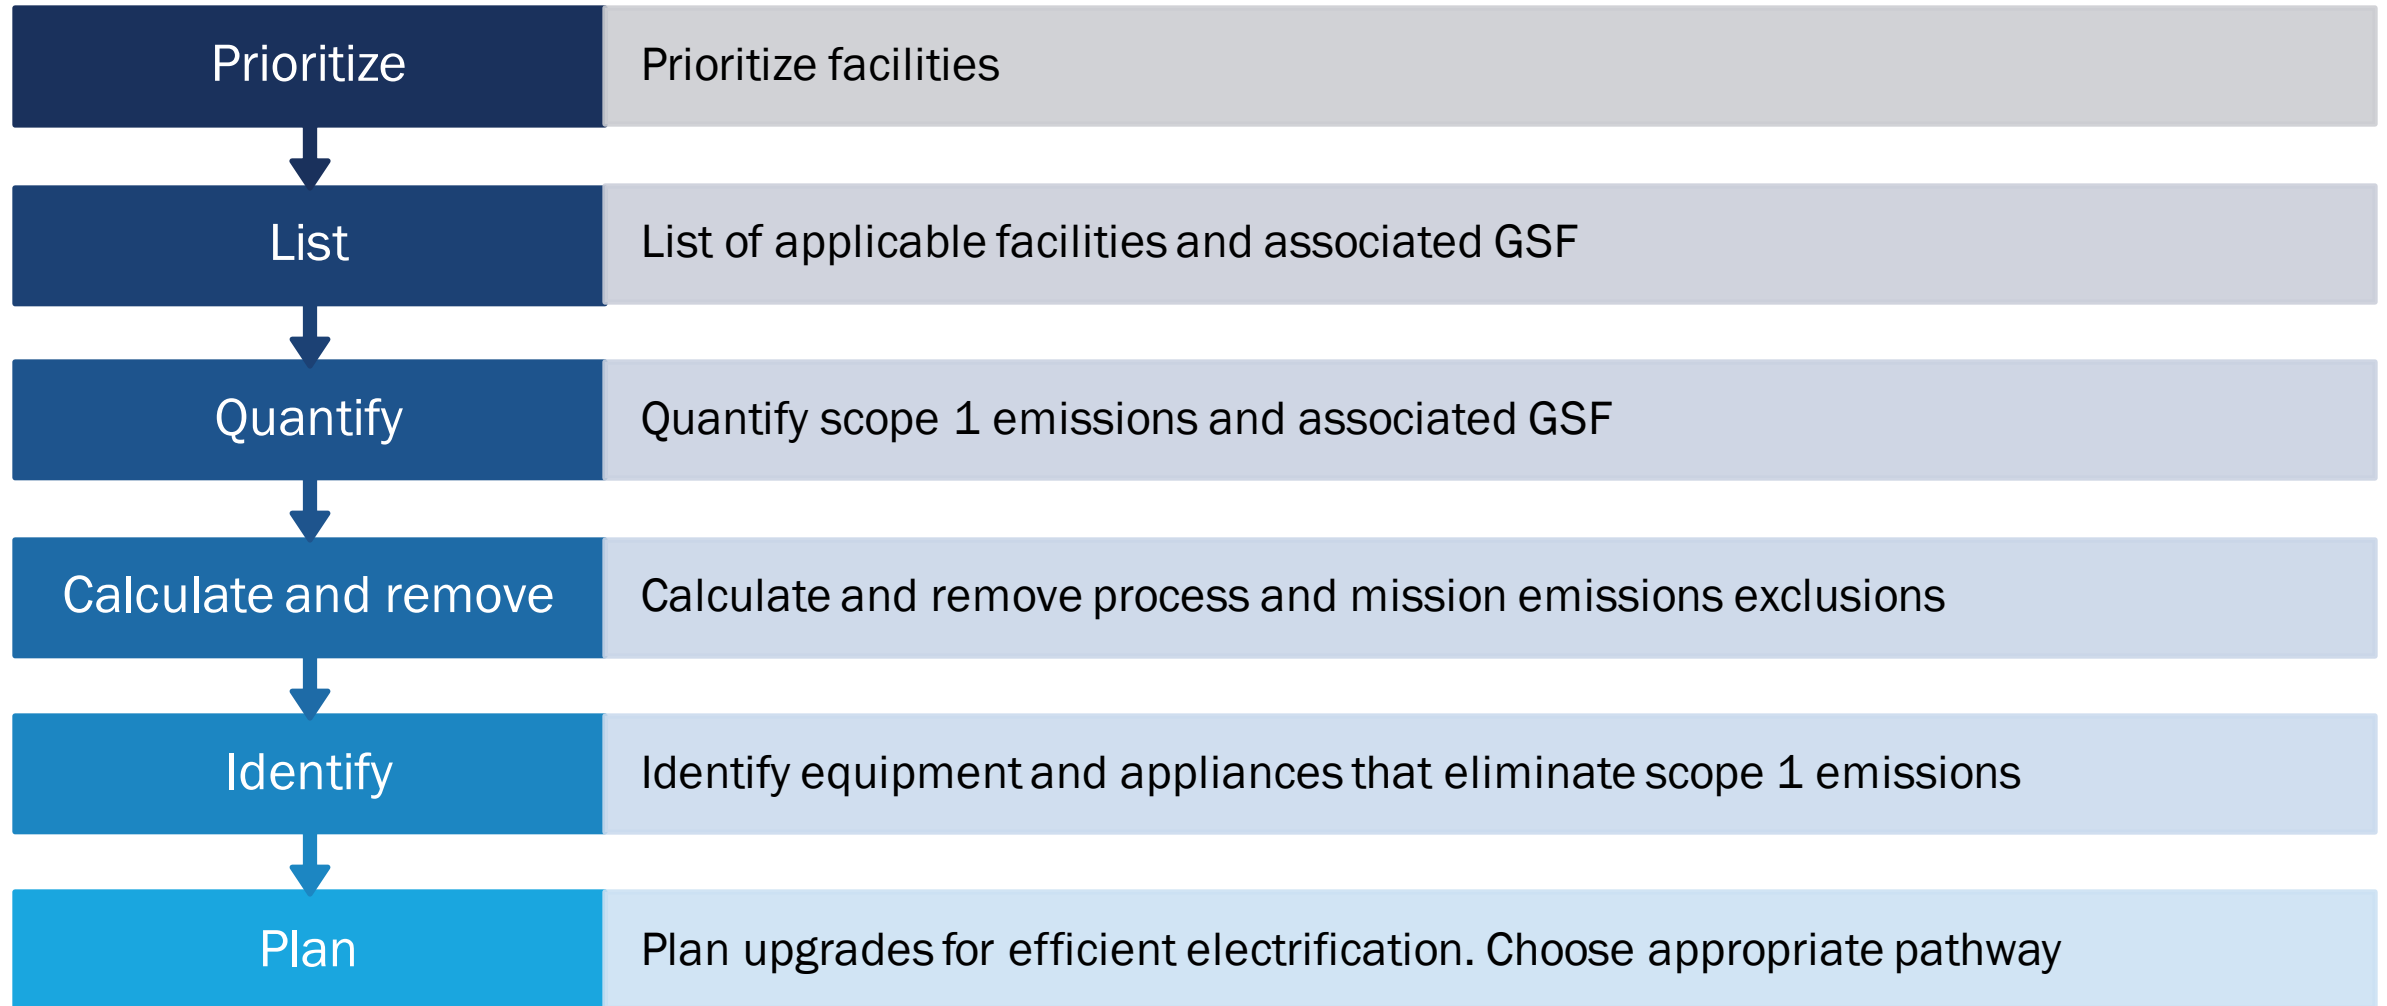 Prioritize
Prioritize facilities
List
List of applicable facilities and associated GSF
Quantify
Quantify scope 1 emissions and associated GSF
Calculate and remove
Calculate and remove process and mission emissions exclusions
Identify
Identify equipment and appliances that eliminate scope 1 emissions
Plan
Plan upgrades for efficient electrification. Choose appropriate pathway